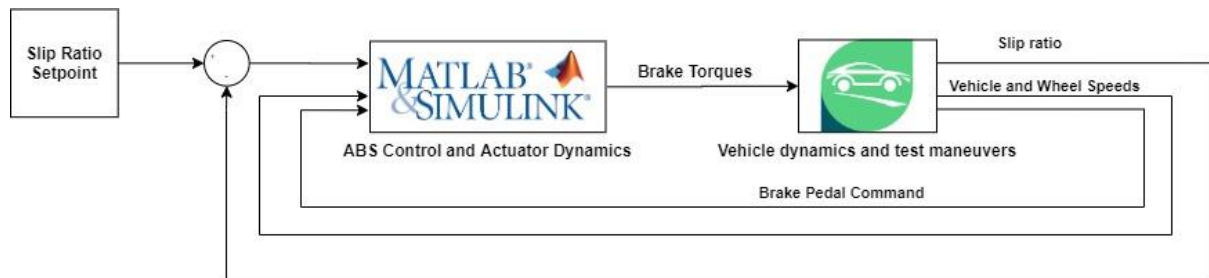 Slip Ratio
Setpoint
+
-
MATLAB®
&SIMULINK®
Brake Torques
Slip ratio
Vehicle and Wheel Speeds
ABS Control and Actuator Dynamics
Vehicle dynamics and test maneuvers
Brake Pedal Command